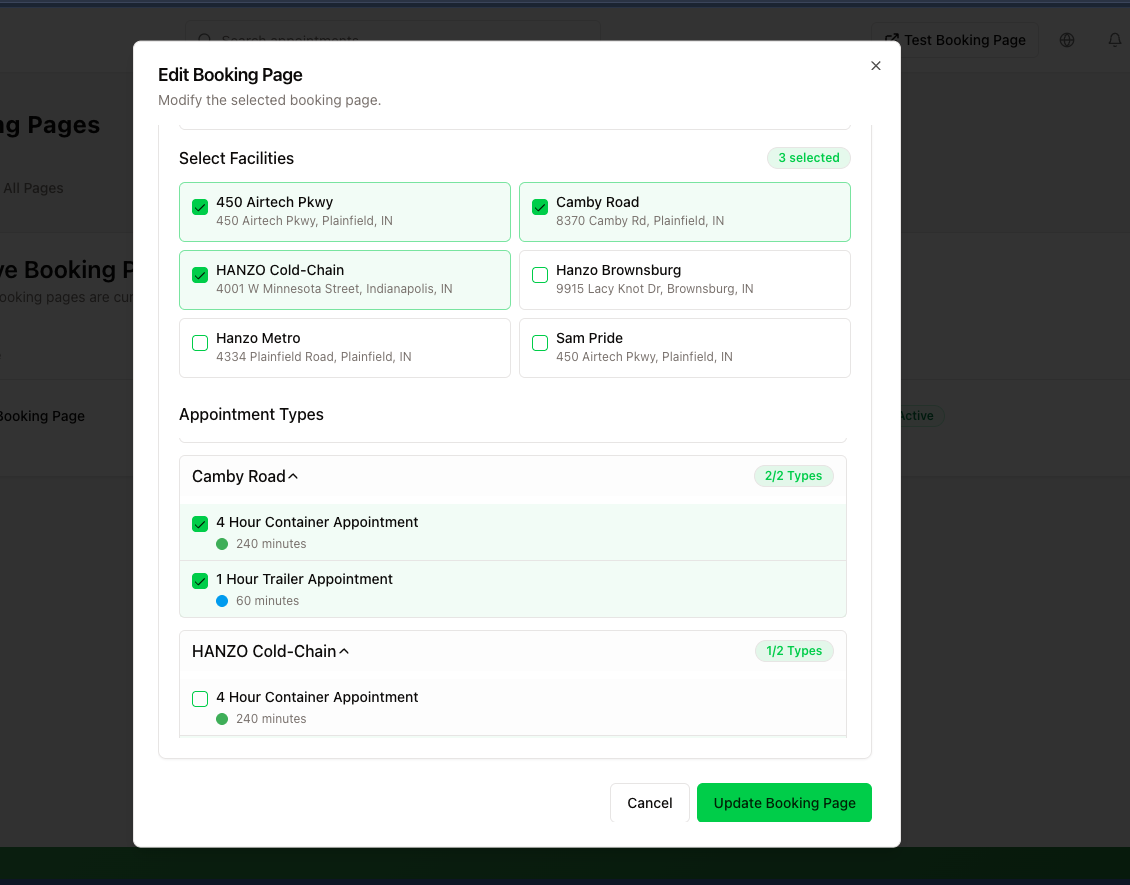 Test Booking Page
Edit Booking Page
Modify the selected booking page.
ng Pages
All Pages
ve Booking P
ooking pages are cur
Booking Page
Active
Select Facilities
3 selected
450 Airtech Pkwy
450 Airtech Pkwy, Plainfield, IN
Camby Road
8370 Camby Rd, Plainfield, IN
HANZO Cold-Chain
4001 W Minnesota Street, Indianapolis, IN
Hanzo Brownsburg
9915 Lacy Knot Dr, Brownsburg, IN
Hanzo Metro
4334 Plainfield Road, Plainfield, IN
Sam Pride
450 Airtech Pkwy, Plainfield, IN
Appointment Types
Camby Road
2/2 Types
4 Hour Container Appointment
240 minutes
1 Hour Trailer Appointment
60 minutes
HANZO Cold-Chain
1/2 Types
4 Hour Container Appointment
240 minutes
Cancel
Update Booking Page